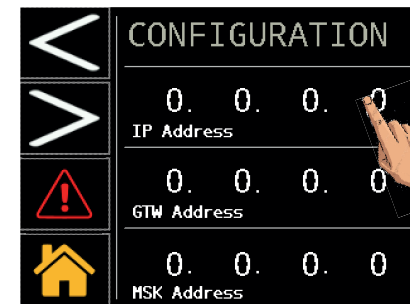 CONFIGURATION
0. 0. 0. 0
IP Address
0. 0. 0. 0
GTW Address
0. 0. 0. 0
MSK Address